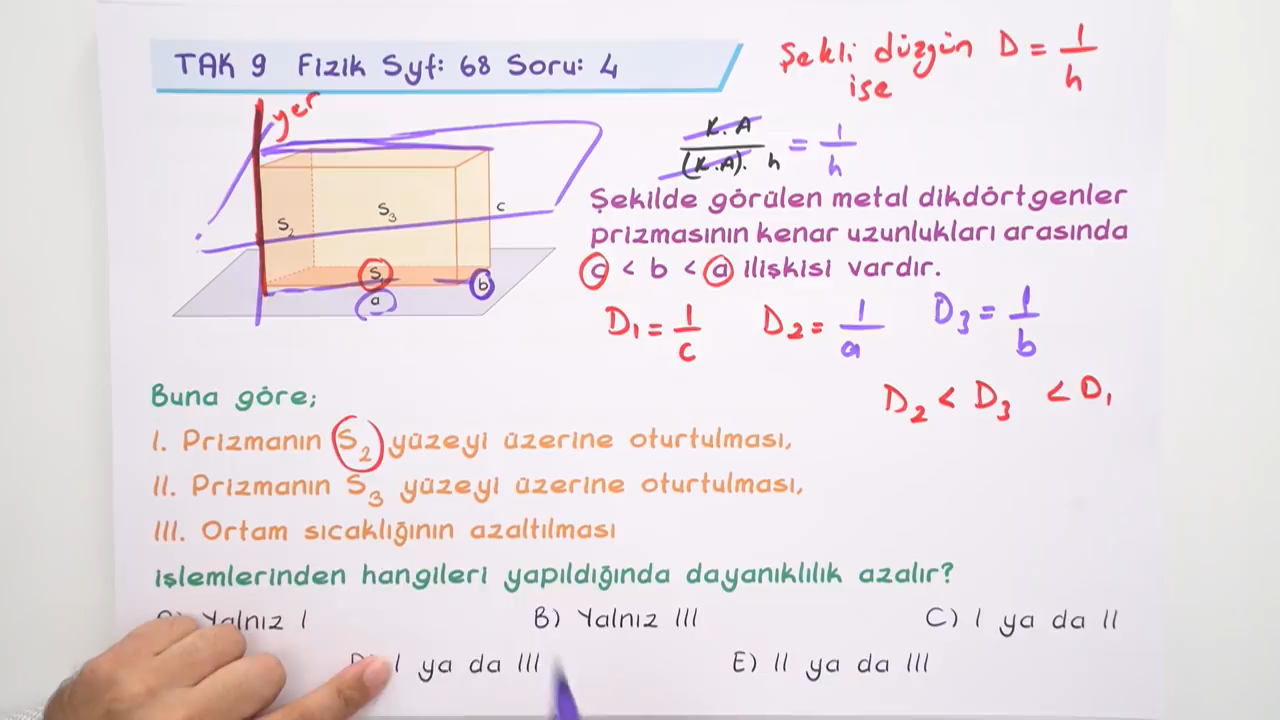 TAK 9 Fizik Syf: 68 Soru: 4
Şekli düzgün D = 1/h
ise
yer
K.A/(K.A).h = 1/h
Şekilde görülen metal dikdörtgenler
prizmasının kenar uzunlukları arasında
c < b < a ilişkisi vardır.
S2
S3
c
S1
b
a
D1 = 1/c D2 = 1/a D3 = 1/b
D2 < D3 < D1
Buna göre;
I. Prizmanın S2 yüzeyi üzerine oturtulması,
II. Prizmanın S3 yüzeyi üzerine oturtulması,
III. Ortam sıcaklığının azaltılması
işlemlerinden hangileri yapıldığında dayanıklılık azalır?
Yalnız I B) Yalnız III C) I ya da II
I ya da III E) II ya da III